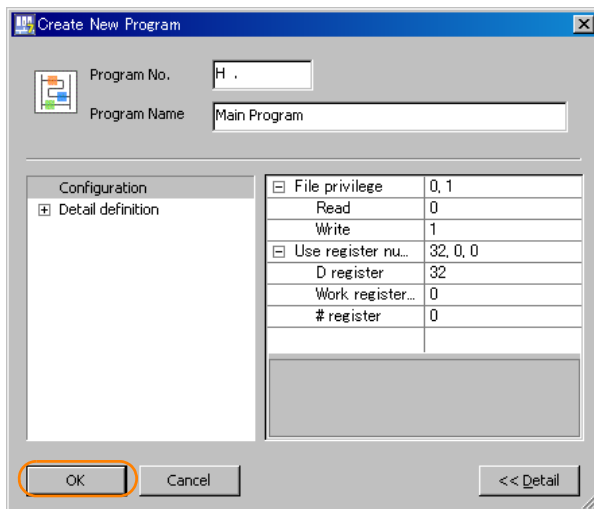 Create New Program
Program No. H .
Program Name Main Program
Configuration
Detail definition
File privilege 0, 1
Read 0
Write 1
Use register nu... 32, 0, 0
D register 32
Work register... 0
# register 0
OK Cancel << Detail